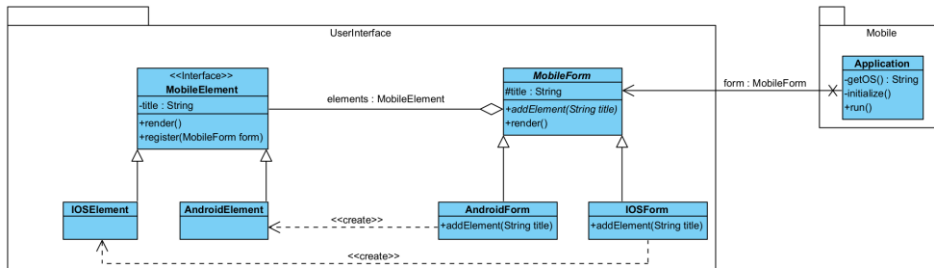 UserInterface
Mobile
<<Interface>>
MobileElement
-title : String
+render()
+register(MobileForm form)
elements : MobileElement
MobileForm
#title : String
+addElement(String title)
+render()
form : MobileForm
Application
-getOS() : String
-initialize()
+run()
IOSElement
AndroidElement
<<create>>
AndroidForm
+addElement(String title)
IOSForm
+addElement(String title)
<<create>>